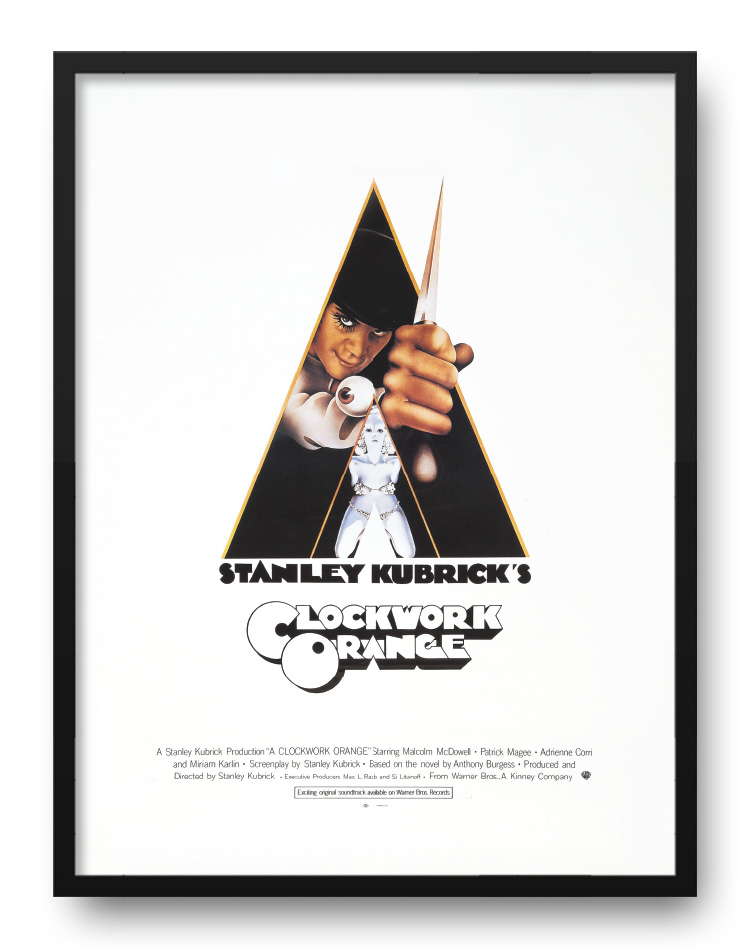 STANLEY KUBRICK'S
CLOCKWORK
ORANGE
A Stanley Kubrick Production "A CLOCKWORK ORANGE" Starring Malcolm McDowell • Patrick Magee • Adrienne Corri
and Miriam Karlin • Screenplay by Stanley Kubrick • Based on the novel by Anthony Burgess • Produced and
Directed by Stanley Kubrick • Executive Producers Max L. Raab and Si Litvinoff • From Warner Bros., A Kinney Company
Exciting original soundtrack available on Warner Bros. Records.